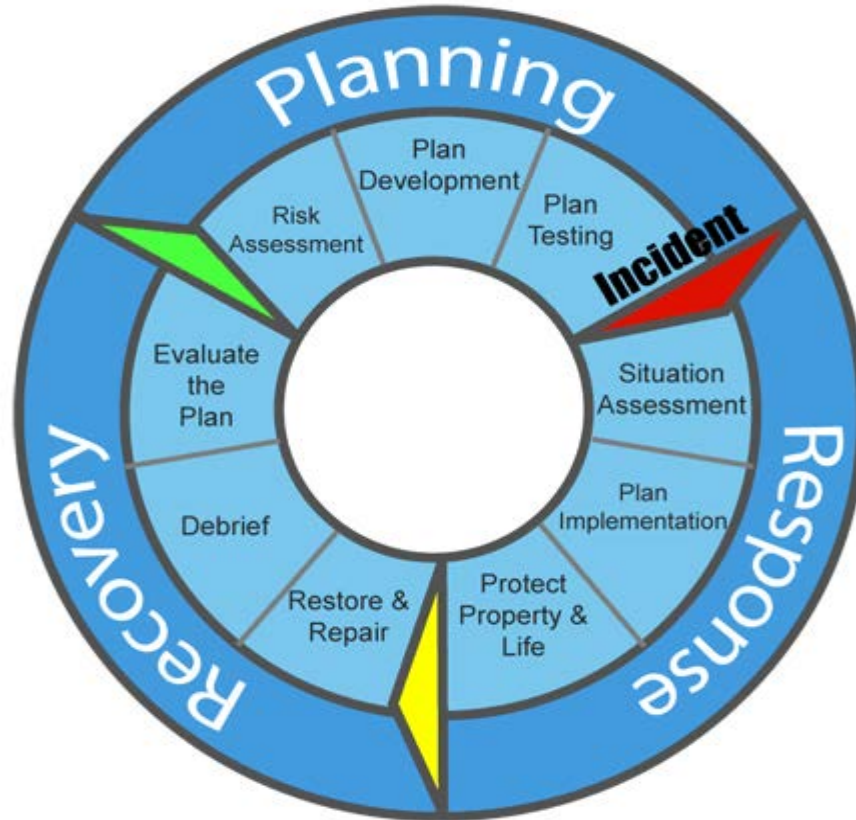 Planning
Plan
Development
Risk
Assessment
Plan
Testing
Incident
Situation
Assessment
Response
Plan
Implementation
Protect
Property &
Life
Restore &
Repair
Recovery
Debrief
Evaluate
the
Plan